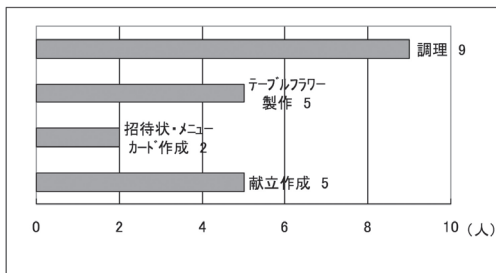 調理 9
テーブルフラワー
製作 5
招待状・メニュー
カード作成 2
献立作成 5
0 2 4 6 8 10 (人)